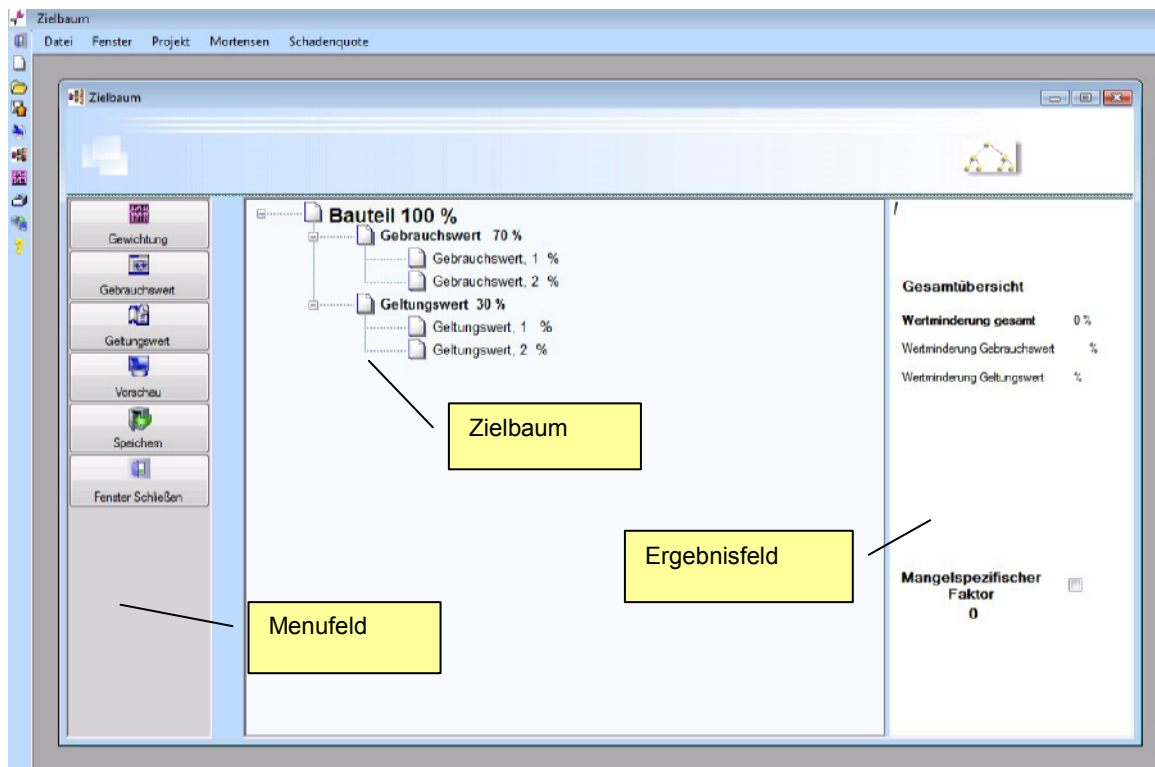 Zielbaum
Datei Fenster Projekt Mortensen Schadenquote
Zielbaum
Gewichtung
Gebrauchswert
Geltungswert
Vorschau
Speichern
Fenster Schließen
Bauteil 100 %
Gebrauchswert 70 %
Gebrauchswert, 1 %
Gebrauchswert, 2 %
Geltungswert 30 %
Geltungswert, 1 %
Geltungswert, 2 %
Zielbaum
Ergebnisfeld
Menufeld
/
Gesamtübersicht
Wertminderung gesamt 0 %
Wertminderung Gebrauchswert %
Wertminderung Geltungswert %
Mangelspezifischer
Faktor
0